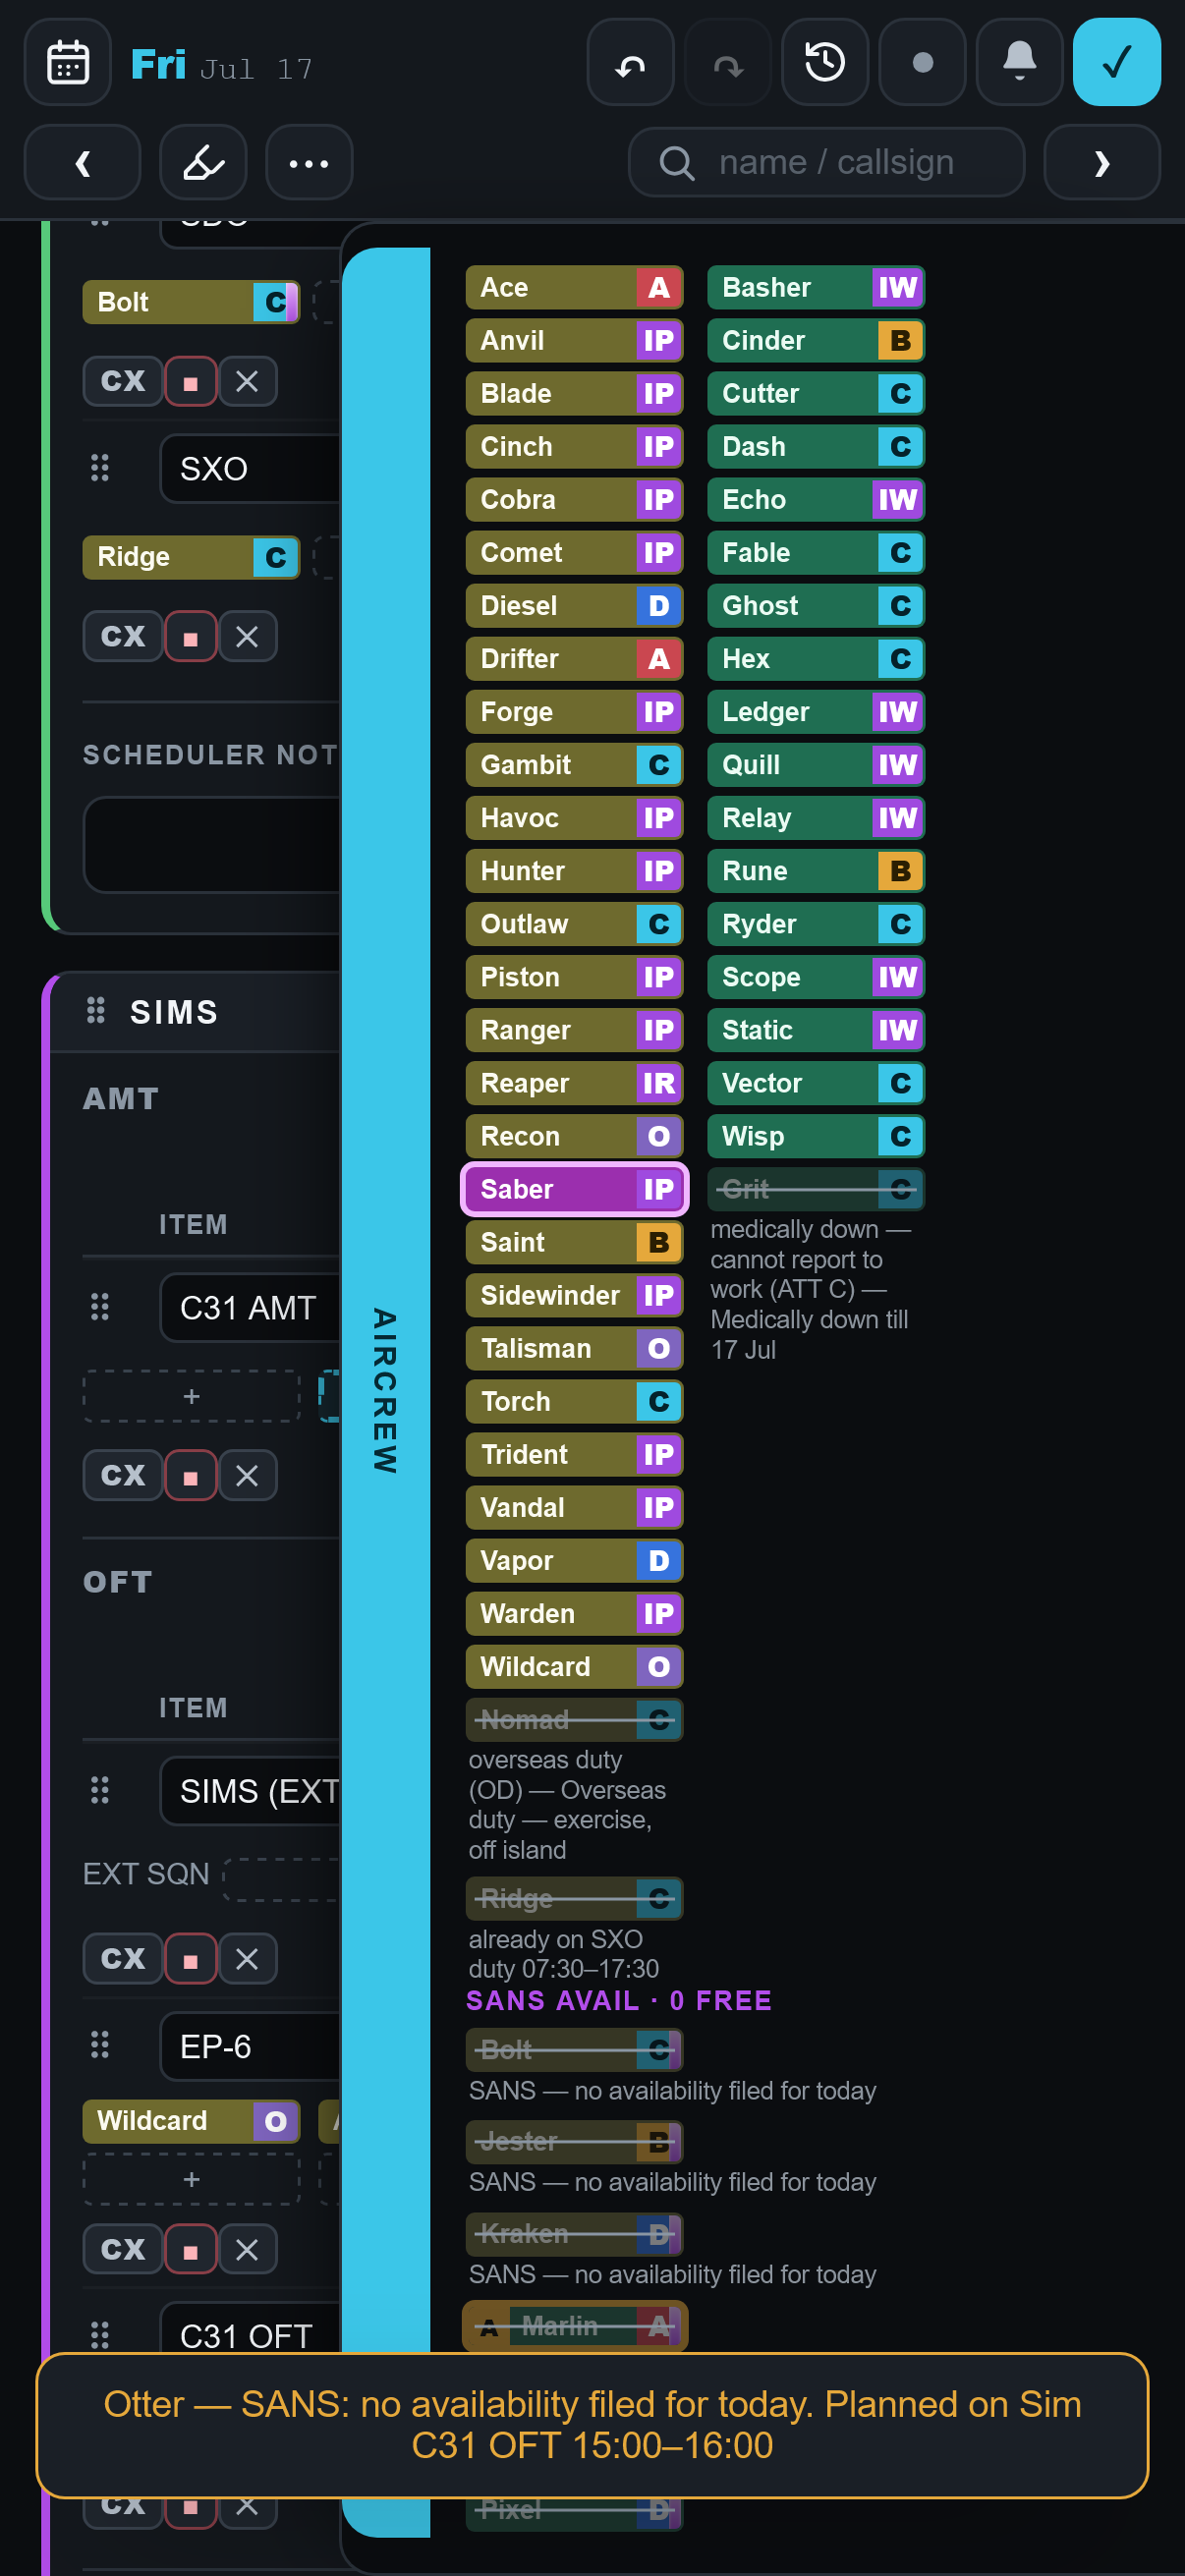 Fri Jul 17
name / callsign
Bolt C
CX
SXO
Ridge C
CX
SCHEDULER NOT
SIMS
AMT
ITEM
C31 AMT
+
CX
OFT
ITEM
SIMS (EXT
EXT SQN
CX
EP-6
Wildcard O
+
CX
C31 OFT
CX
AIRCREW
Ace A
Anvil IP
Blade IP
Cinch IP
Cobra IP
Comet IP
Diesel D
Drifter A
Forge IP
Gambit C
Havoc IP
Hunter IP
Outlaw C
Piston IP
Ranger IP
Reaper IR
Recon O
Saber IP
Saint B
Sidewinder IP
Talisman O
Torch C
Trident IP
Vandal IP
Vapor D
Warden IP
Wildcard O
Nomad C
overseas duty
(OD) — Overseas
duty — exercise,
off island
Ridge C
already on SXO
duty 07:30–17:30
Basher IW
Cinder B
Cutter C
Dash C
Echo IW
Fable C
Ghost C
Hex C
Ledger IW
Quill IW
Relay IW
Rune B
Ryder C
Scope IW
Static IW
Vector C
Wisp C
Grit C
medically down —
cannot report to
work (ATT C) —
Medically down till
17 Jul
SANS AVAIL · 0 FREE
Bolt C
SANS — no availability filed for today
Jester B
SANS — no availability filed for today
Kraken D
SANS — no availability filed for today
A Marlin A
Otter — SANS: no availability filed for today. Planned on Sim
C31 OFT 15:00–16:00
Pixel D